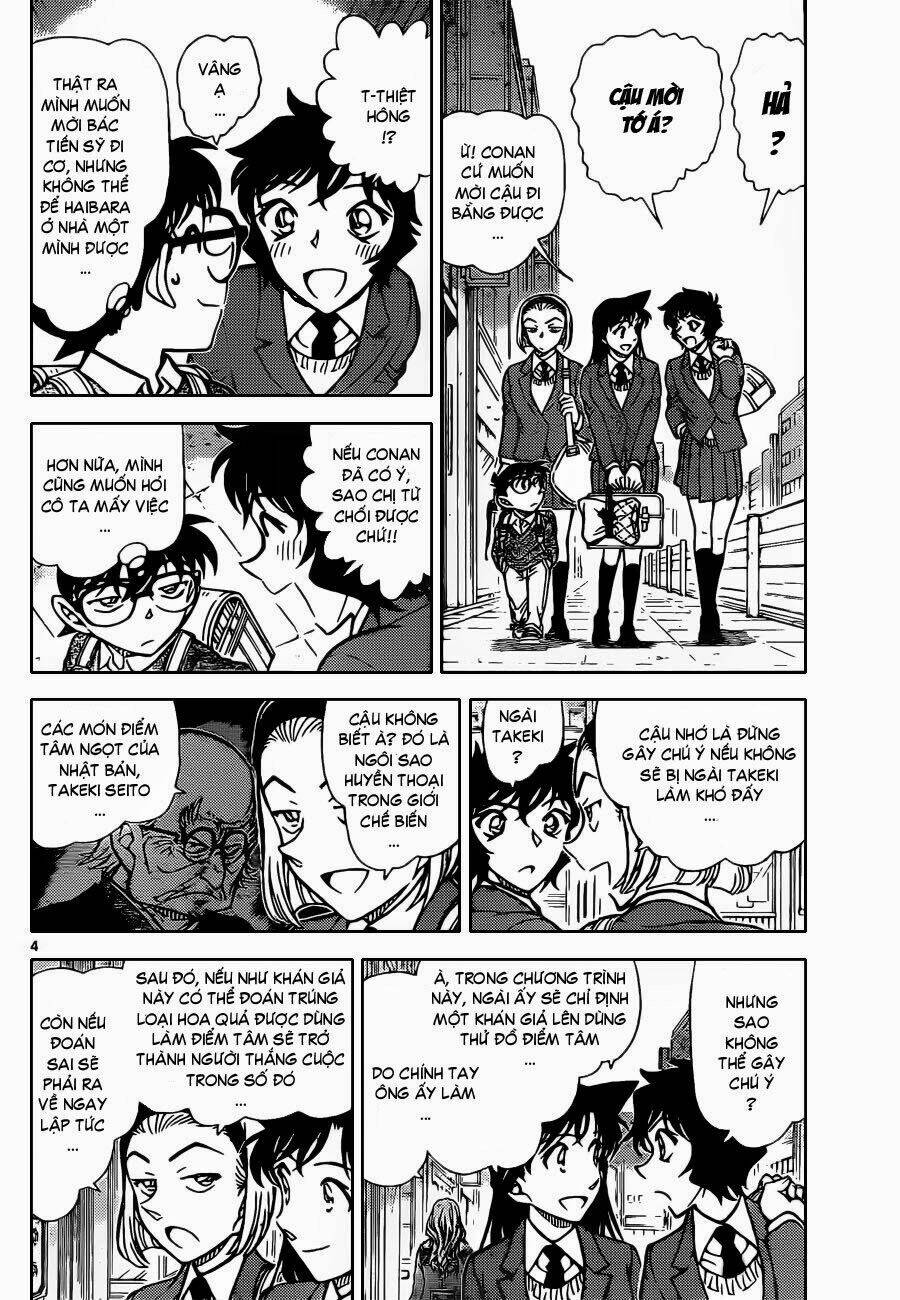 HẢ
?
CẬU MỜI
TỚ Á?
Ừ! CONAN
CỨ MUỐN
MỜI CẬU ĐI
BẰNG ĐƯỢC
...
T-THIỆT
HÔNG
!?
VÂNG
Ạ
...
THẬT RA
MÌNH MUỐN
MỜI BÁC
TIẾN SỸ ĐI
CƠ, NHƯNG
KHÔNG THỂ
ĐỂ HAIBARA
Ở NHÀ MỘT
MÌNH ĐƯỢC
...
NẾU CONAN
ĐÃ CÓ Ý,
SAO CHỊ TỪ
CHỐI ĐƯỢC
CHỨ!!
HƠN NỮA, MÌNH
CŨNG MUỐN HỎI
CÔ TA MẤY VIỆC
...
CẬU NHỚ LÀ ĐỪNG
GÂY CHÚ Ý NẾU KHÔNG
SẼ BỊ NGÀI TAKEKI
LÀM KHÓ ĐẤY
...
NGÀI
TAKEKI
?
CẬU KHÔNG
BIẾT À? ĐÓ LÀ
NGÔI SAO
HUYỀN THOẠI
TRONG GIỚI
CHẾ BIẾN
...
CÁC MÓN ĐIỂM
TÂM NGỌT CỦA
NHẬT BẢN,
TAKEKI SEITO
...
4
NHƯNG
SAO
KHÔNG
THỂ GÂY
CHÚ Ý
?
À, TRONG CHƯƠNG TRÌNH
NÀY, NGÀI ẤY SẼ CHỈ ĐỊNH
MỘT KHÁN GIẢ LÊN DÙNG
THỬ ĐỒ ĐIỂM TÂM
...
DO CHÍNH TAY
ÔNG ẤY LÀM
...
SAU ĐÓ, NẾU NHƯ KHÁN GIẢ
NÀY CÓ THỂ ĐOÁN TRÚNG
LOẠI HOA QUẢ ĐƯỢC DÙNG
LÀM ĐIỂM TÂM SẼ TRỞ
THÀNH NGƯỜI THẮNG CUỘC
TRONG SỐ ĐÓ
...
CÒN NẾU
ĐOÁN
SAI SẼ
PHẢI RA
VỀ NGAY
LẬP TỨC
...